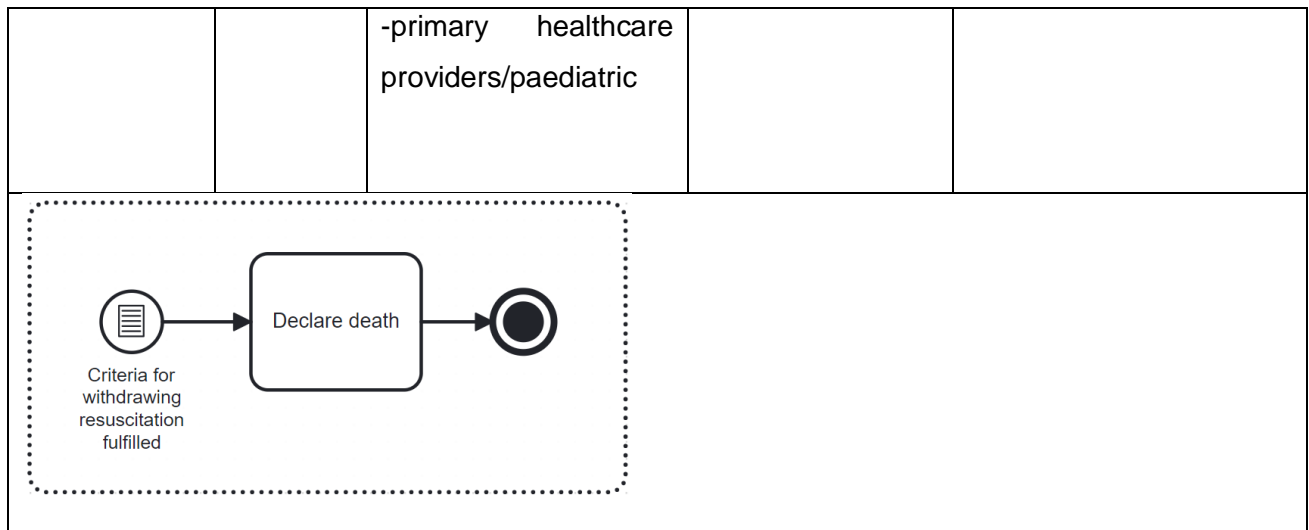 -primary healthcare
providers/paediatric
Declare death
Criteria for
withdrawing
resuscitation
fulfilled